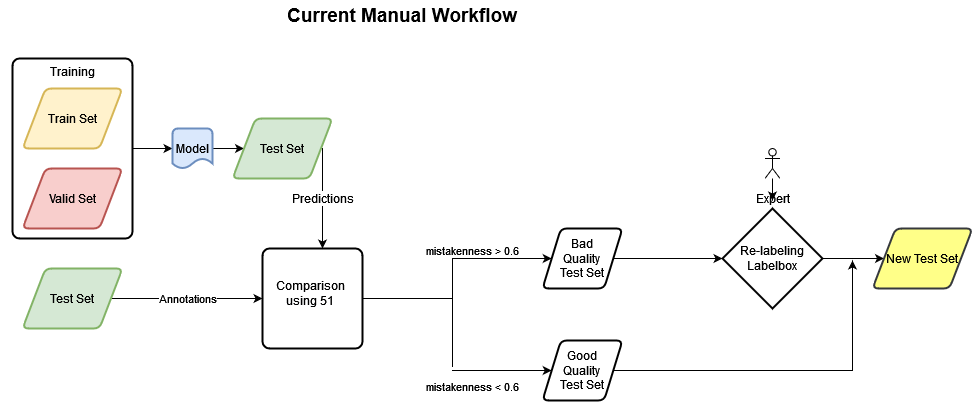 Current Manual Workflow
Training
Train Set
Valid Set
Model
Test Set
Predictions
Test Set
Annotations
Comparison
using 51
mistakenness > 0.6
Bad
Quality
Test Set
mistakenness < 0.6
Good
Quality
Test Set
Expert
Re-labeling
Labelbox
New Test Set